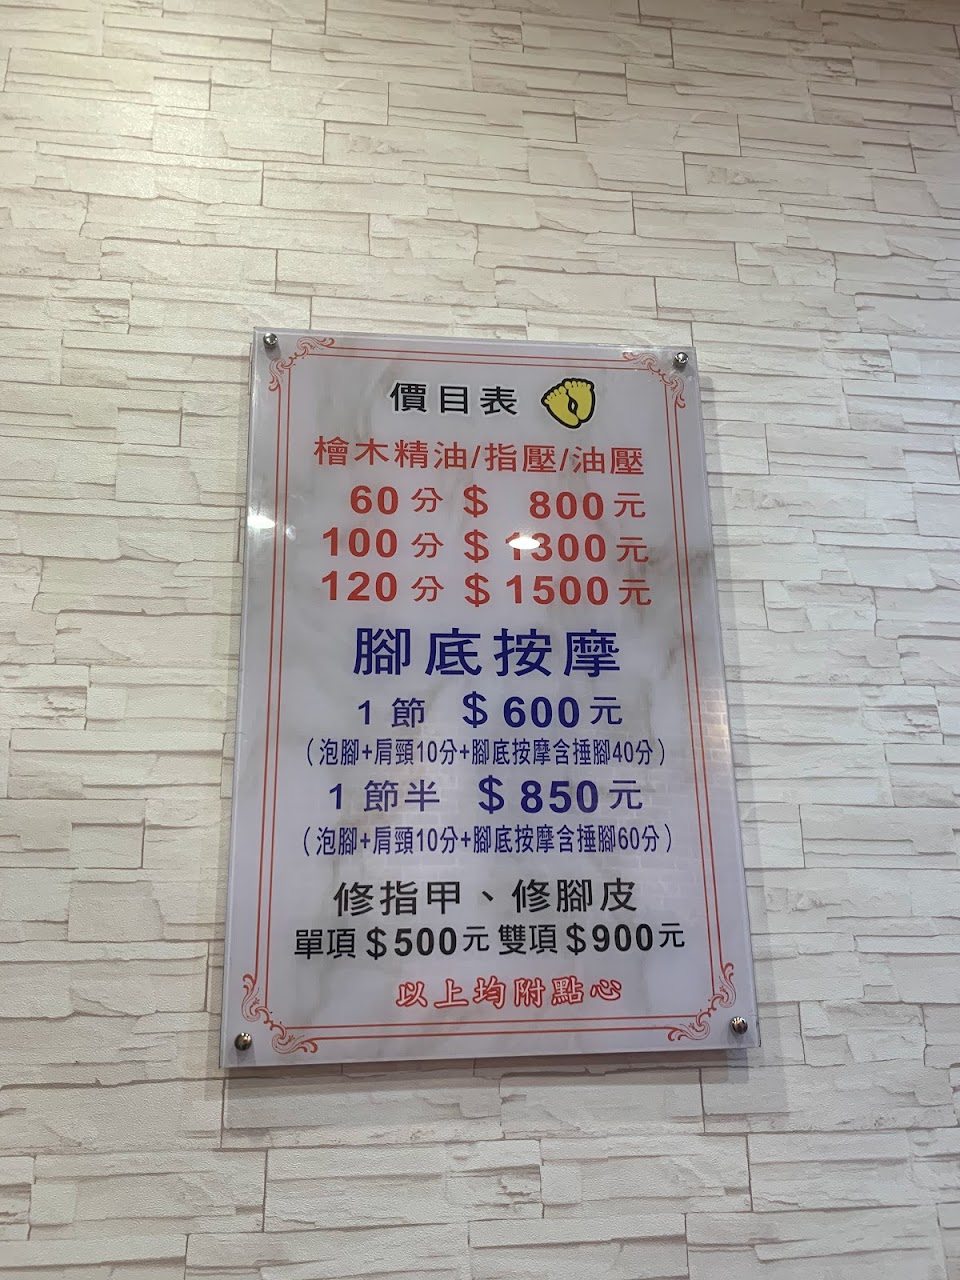 價目表
檜木精油/指壓/油壓
60分 $ 800元
100分 $ 1300元
120分 $ 1500元
腳底按摩
1節 $600元
(泡腳+肩頸10分+腳底按摩含捶腳40分)
1節半 $850元
(泡腳+肩頸10分+腳底按摩含捶腳60分)
修指甲、修腳皮
單項$500元 雙項$900元
以上均附點心